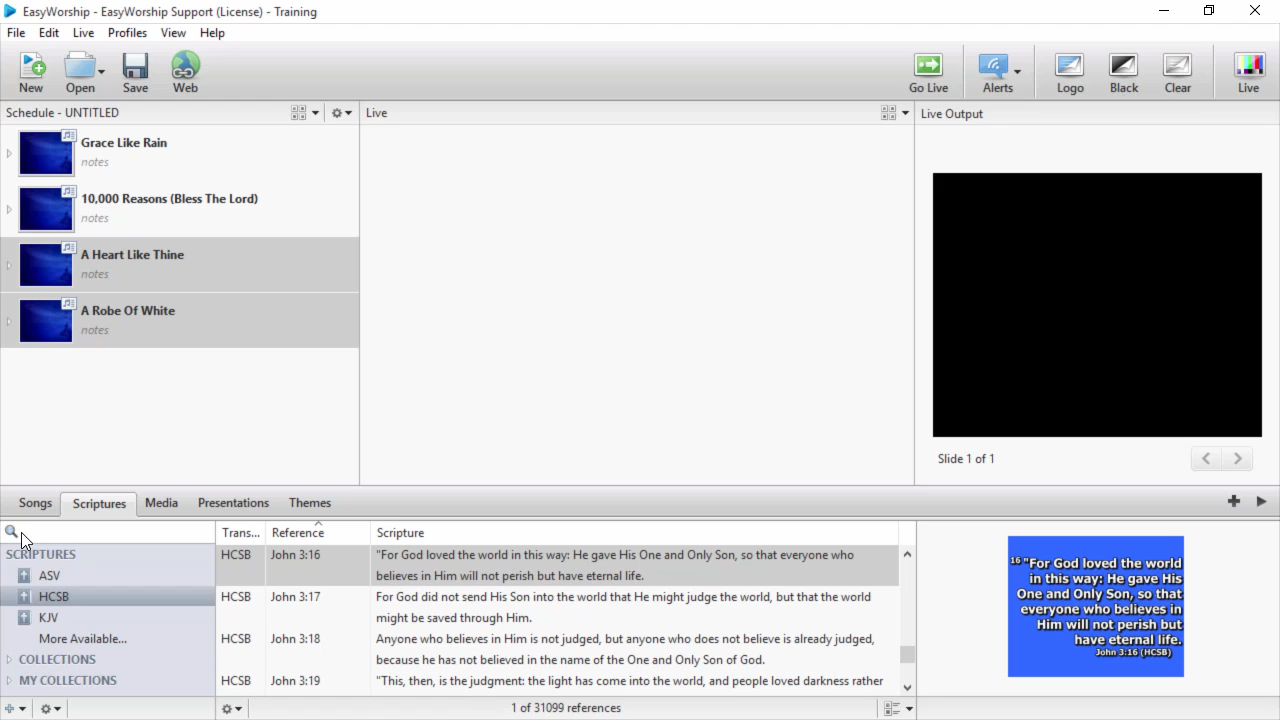 EasyWorship - EasyWorship Support (License) - Training
File Edit Live Profiles View Help
New Open Save Web Go Live Alerts Logo Black Clear Live
Schedule - UNTITLED
Live
Live Output
Grace Like Rain
notes
10,000 Reasons (Bless The Lord)
notes
A Heart Like Thine
notes
A Robe Of White
notes
Slide 1 of 1
Songs Scriptures Media Presentations Themes
SCRIPTURES
ASV
HCSB
KJV
More Available...
COLLECTIONS
MY COLLECTIONS
Trans... Reference Scripture
HCSB John 3:16 "For God loved the world in this way: He gave His One and Only Son, so that everyone who
believes in Him will not perish but have eternal life.
HCSB John 3:17 For God did not send His Son into the world that He might judge the world, but that the world
might be saved through Him.
HCSB John 3:18 Anyone who believes in Him is not judged, but anyone who does not believe is already judged,
because he has not believed in the name of the One and Only Son of God.
HCSB John 3:19 "This, then, is the judgment: the light has come into the world, and people loved darkness rather
1 of 31099 references
16 "For God loved the world
in this way: He gave His
One and Only Son, so that
everyone who believes in
Him will not perish but
have eternal life.
John 3:16 (HCSB)